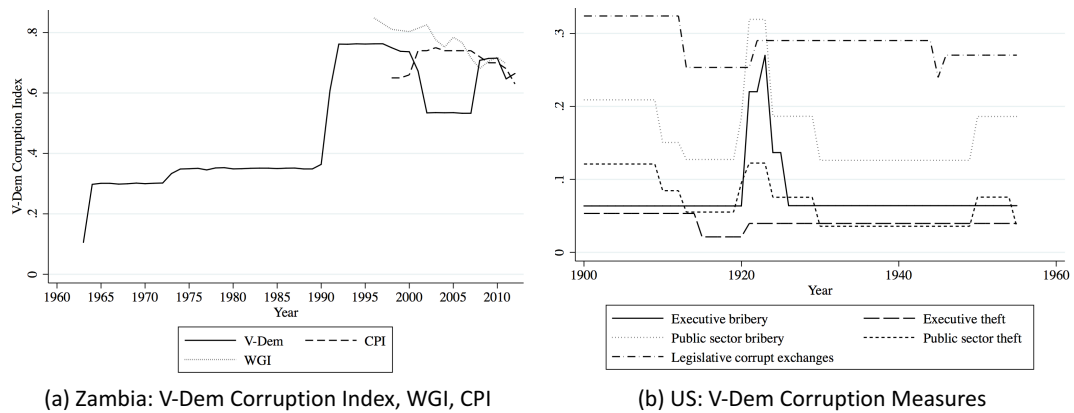 V-Dem Corruption Index
.8
.6
.4
.2
0
1960 1965 1970 1975 1980 1985 1990 1995 2000 2005 2010
Year
V-Dem CPI
WGI
(a) Zambia: V-Dem Corruption Index, WGI, CPI
.3
.2
.1
0
1900 1920 1940 1960
Year
Executive bribery Executive theft
Public sector bribery Public sector theft
Legislative corrupt exchanges
(b) US: V-Dem Corruption Measures